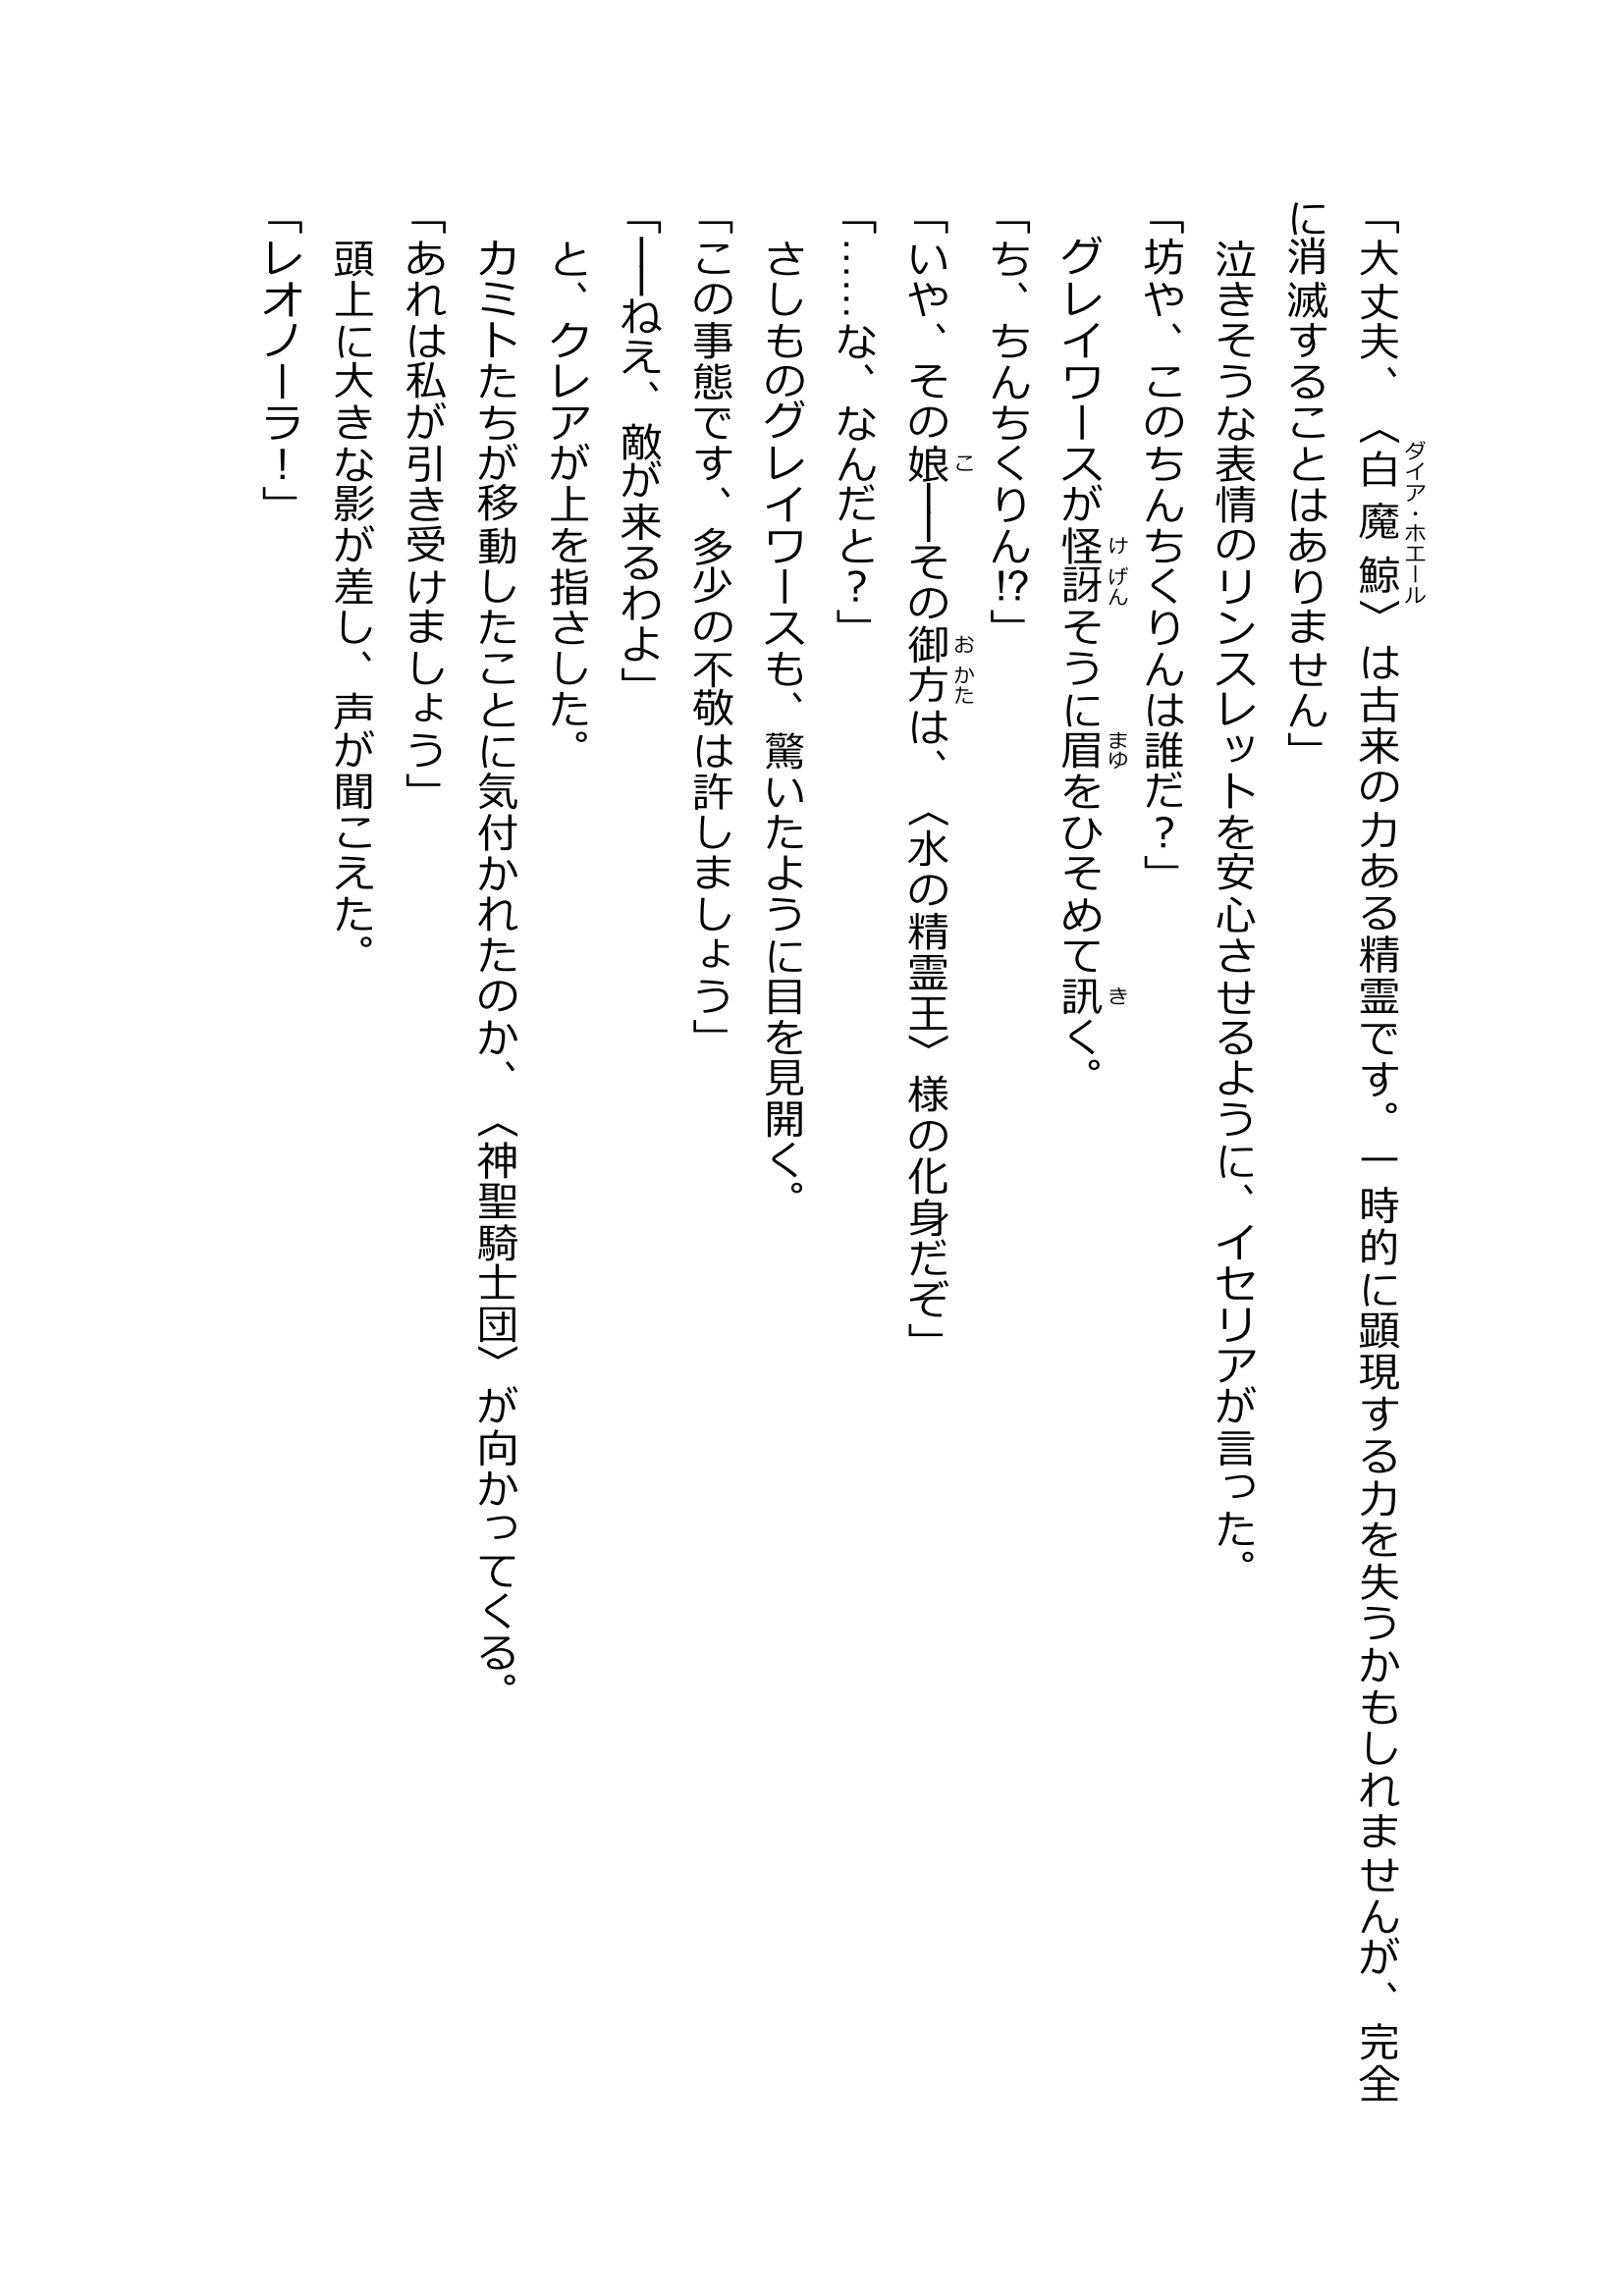 「大丈夫、〈白魔鯨〉は古来の力ある精霊です。一時的に顕現する力を失うかもしれませんが、完全
ダイア・ホエール
に消滅することはありません」
泣きそうな表情のリンスレットを安心させるように、イセリアが言った。
「坊や、このちんちくりんは誰だ？」
グレイワースが怪訝そうに眉をひそめて訊く。
け げん まゆ き
「ち、ちんちくりん⁉」
「いや、その娘――その御方は、〈水の精霊王〉様の化身だぞ」
こ お かた
「……な、なんだと？」
さしものグレイワースも、驚いたように目を見開く。
「この事態です、多少の不敬は許しましょう」
「――ねえ、敵が来るわよ」
と、クレアが上を指さした。
カミトたちが移動したことに気付かれたのか、〈神聖騎士団〉が向かってくる。
「あれは私が引き受けましょう」
頭上に大きな影が差し、声が聞こえた。
「レオノーラ！」